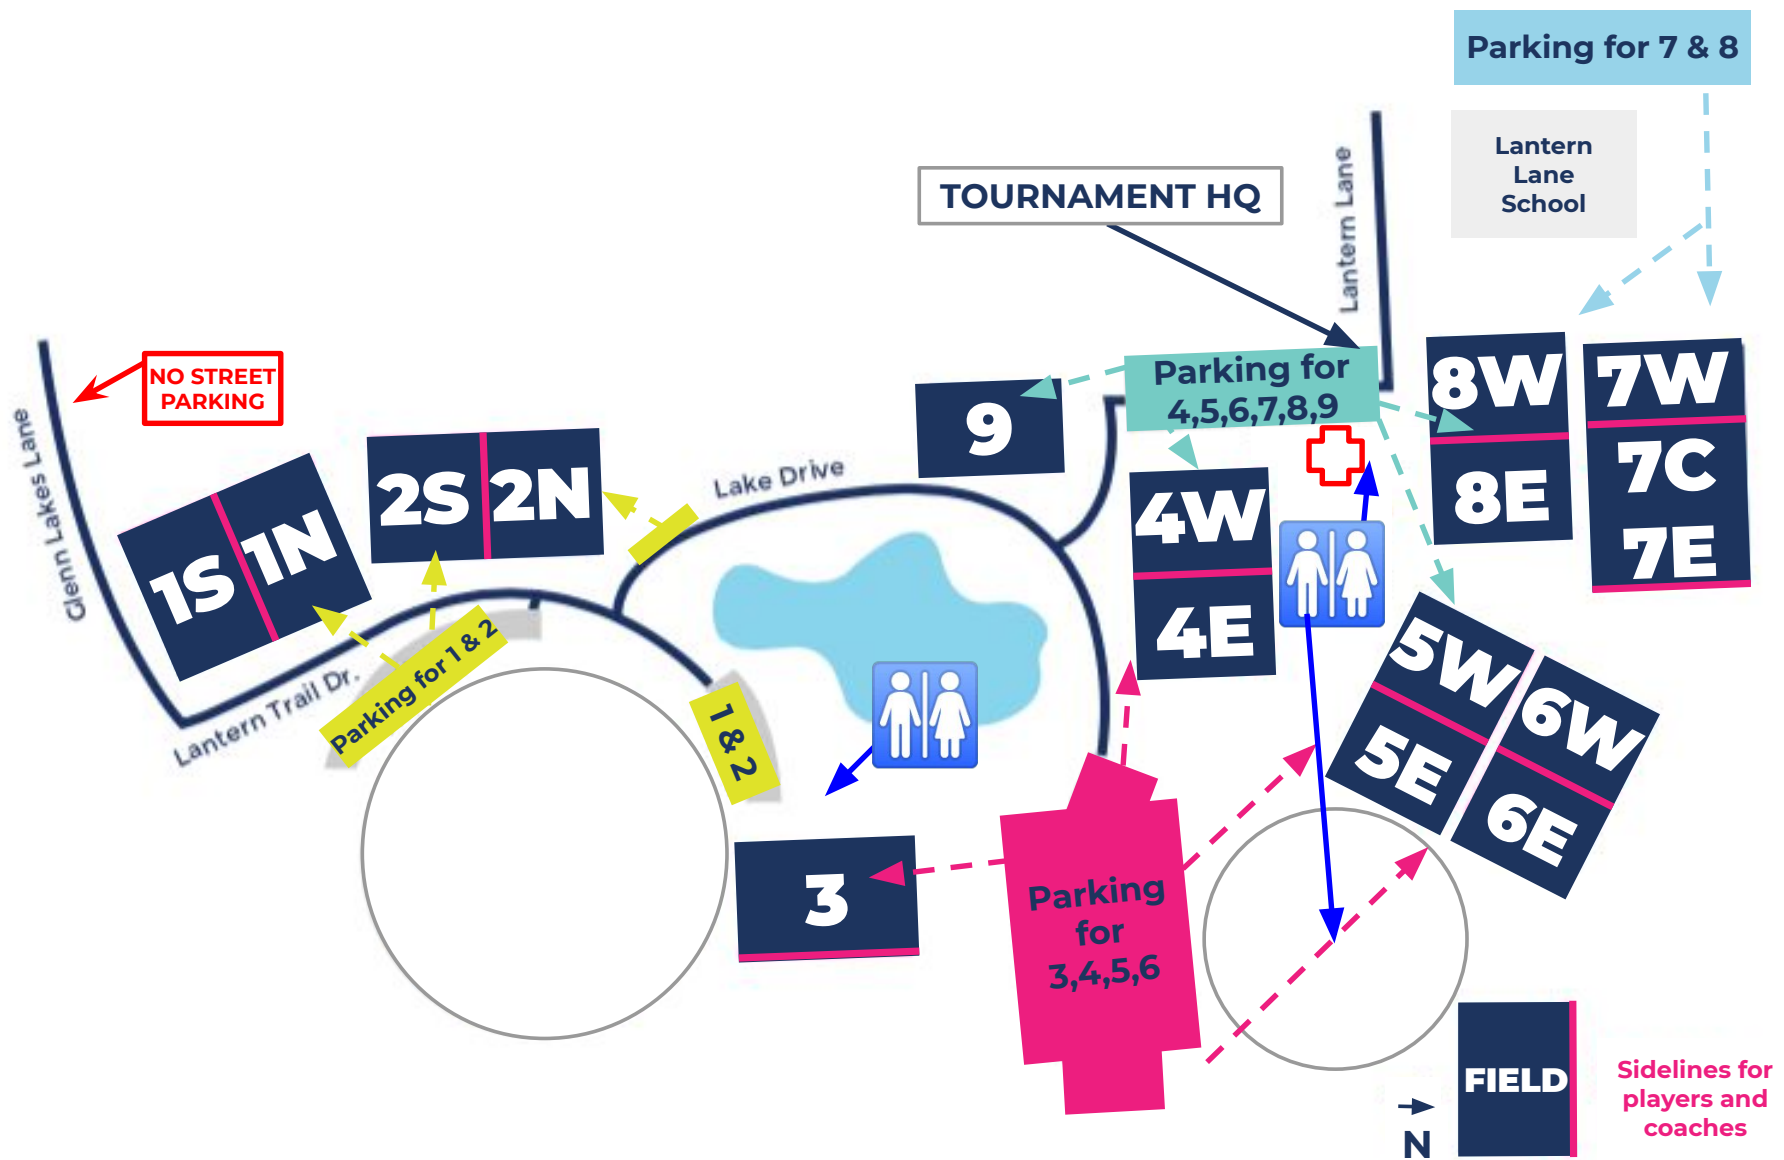 Parking for 7 & 8
Lantern
Lane
School
TOURNAMENT HQ
Lantern Lane
NO STREET
PARKING
Parking for
4,5,6,7,8,9
8W
8E
7W
7C
7E
9
Glenn Lakes Lane
2S
2N
1S
1N
Lake Drive
4W
4E
Parking for 1 & 2
Lantern Trail Dr.
1 & 2
5W
6W
5E
6E
3
Parking
for
3,4,5,6
FIELD
N
Sidelines for
players and
coaches